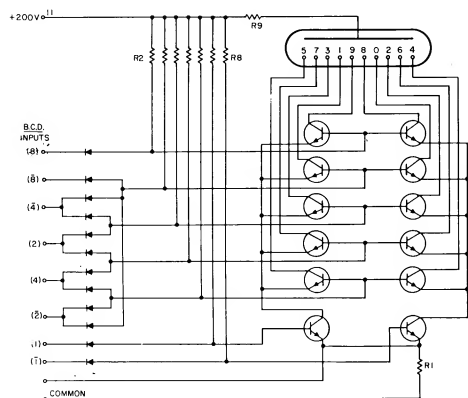 +200V 11
R9
5 7 3 1 9 8 0 2 6 4
R2
R8
B.C.D.
INPUTS
(8)
(8̄)
(4̄)
(2)
(4)
(2̄)
(1)
(1̄)
R1
COMMON